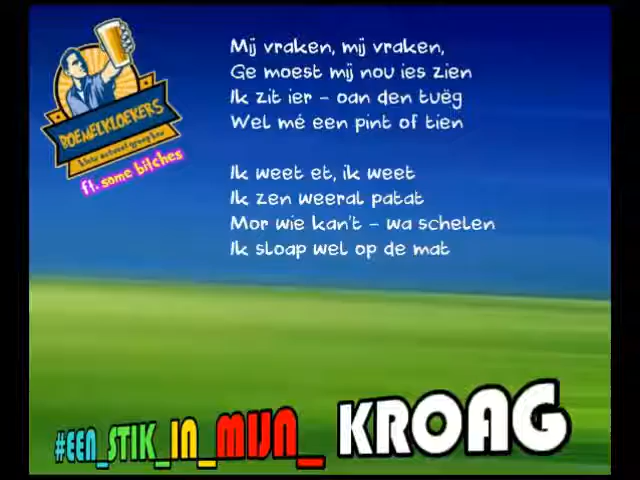 Mij vraken, mij vraken,
Ge moest mij nou ies zien
Ik zit ier – oan den tuëg
Wel mé een pint of tien
Ik weet et, ik weet
Ik zen weeral patat
Mor wie kan't – wa schelen
Ik sloap wel op de mat
BOEMELKLOEKERS
ft. some bitches
#EEN_STIK_IN_MIJN_ KROAG